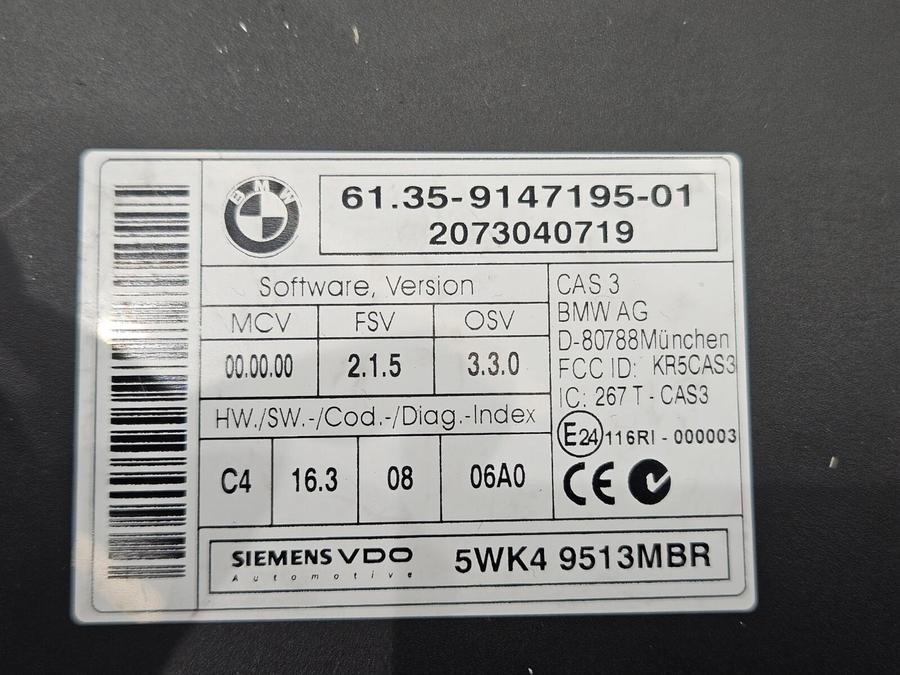 BMW
61.35-9147195-01
2073040719
Software, Version
MCV FSV OSV
00.00.00 2.1.5 3.3.0
HW./SW.-/Cod.-/Diag.-Index
C4 16.3 08 06A0
CAS 3
BMW AG
D-80788München
FCC ID: KR5CAS3
IC: 267 T - CAS3
E24 116RI - 000003
CE
SIEMENS VDO
Automotive
5WK4 9513MBR